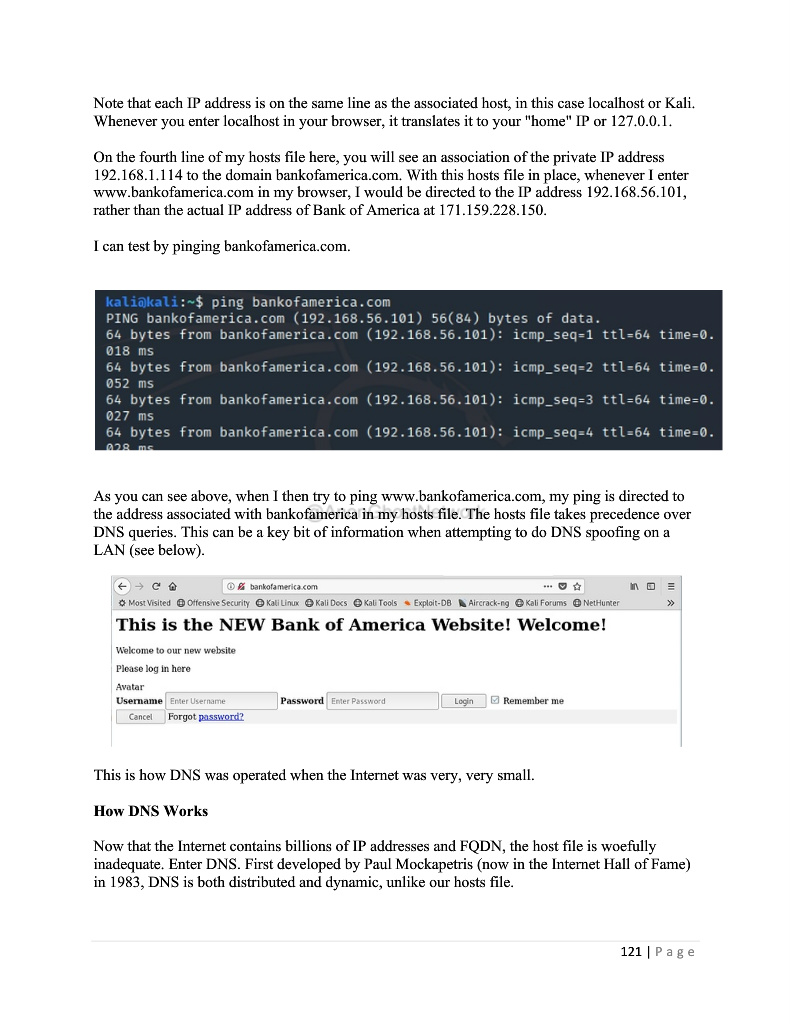 Note that each IP address is on the same line as the associated host, in this case localhost or Kali.
Whenever you enter localhost in your browser, it translates it to your "home" IP or 127.0.0.1.
On the fourth line of my hosts file here, you will see an association of the private IP address
192.168.1.114 to the domain bankofamerica.com. With this hosts file in place, whenever I enter
www.bankofamerica.com in my browser, I would be directed to the IP address 192.168.56.101,
rather than the actual IP address of Bank of America at 171.159.228.150.
I can test by pinging bankofamerica.com.
kali@kali:~$ ping bankofamerica.com
PING bankofamerica.com (192.168.56.101) 56(84) bytes of data.
64 bytes from bankofamerica.com (192.168.56.101): icmp_seq=1 ttl=64 time=0.
018 ms
64 bytes from bankofamerica.com (192.168.56.101): icmp_seq=2 ttl=64 time=0.
052 ms
64 bytes from bankofamerica.com (192.168.56.101): icmp_seq=3 ttl=64 time=0.
027 ms
64 bytes from bankofamerica.com (192.168.56.101): icmp_seq=4 ttl=64 time=0.
028 ms
As you can see above, when I then try to ping www.bankofamerica.com, my ping is directed to
the address associated with bankofamerica in my hosts file. The hosts file takes precedence over
DNS queries. This can be a key bit of information when attempting to do DNS spoofing on a
LAN (see below).
bankofamerica.com
Most Visited Offensive Security Kali Linux Kali Docs Kali Tools Exploit-DB Aircrack-ng Kali Forums NetHunter »
This is the NEW Bank of America Website! Welcome!
Welcome to our new website
Please log in here
Avatar
Username Enter Username Password Enter Password Login Remember me
Cancel Forgot password?
This is how DNS was operated when the Internet was very, very small.
How DNS Works
Now that the Internet contains billions of IP addresses and FQDN, the host file is woefully
inadequate. Enter DNS. First developed by Paul Mockapetris (now in the Internet Hall of Fame)
in 1983, DNS is both distributed and dynamic, unlike our hosts file.
121 | Page